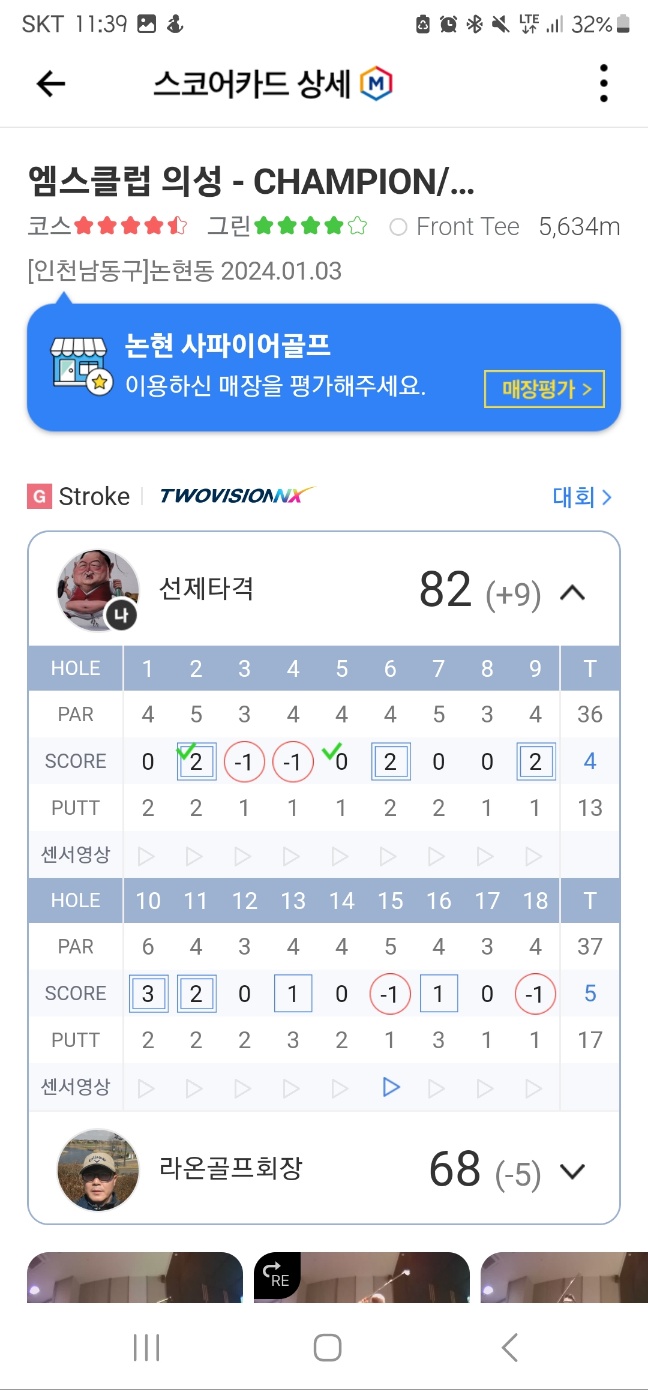 SKT 11:39 LTE 32%
스코어카드 상세 M
엠스클럽 의성 - CHAMPION/...
코스 그린 Front Tee 5,634m
[인천남동구]논현동 2024.01.03
논현 사파이어골프
이용하신 매장을 평가해주세요. 매장평가 >
G Stroke TWOVISIONNX 대회 >
나 선제타격 82 (+9)
HOLE 1 2 3 4 5 6 7 8 9 T
PAR 4 5 3 4 4 4 5 3 4 36
SCORE 0 2 -1 -1 0 2 0 0 2 4
PUTT 2 2 1 1 1 2 2 1 1 13
센서영상
HOLE 10 11 12 13 14 15 16 17 18 T
PAR 6 4 3 4 4 5 4 3 4 37
SCORE 3 2 0 1 0 -1 1 0 -1 5
PUTT 2 2 2 3 2 1 3 1 1 17
센서영상
라온골프회장 68 (-5)
RE